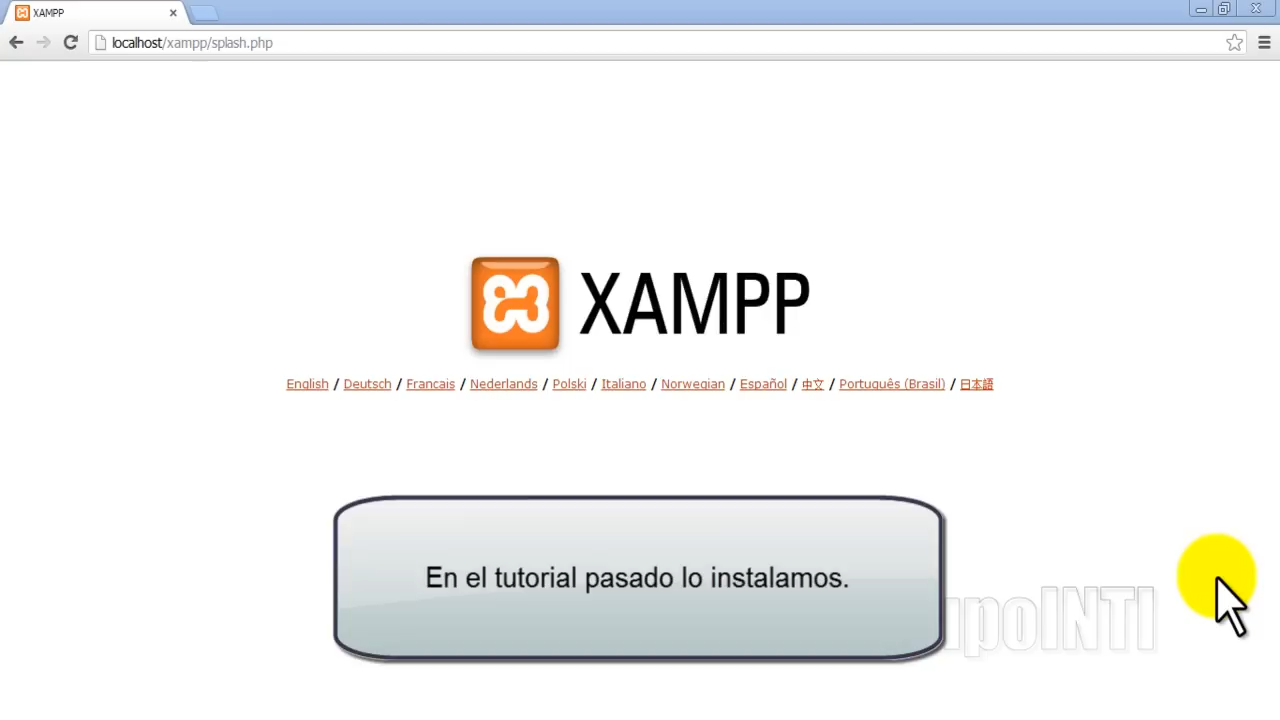 XAMPP
localhost/xampp/splash.php
XAMPP
English / Deutsch / Francais / Nederlands / Polski / Italiano / Norwegian / Español / 中文 / Português (Brasil) / 日本語
En el tutorial pasado lo instalamos.
upoINTI